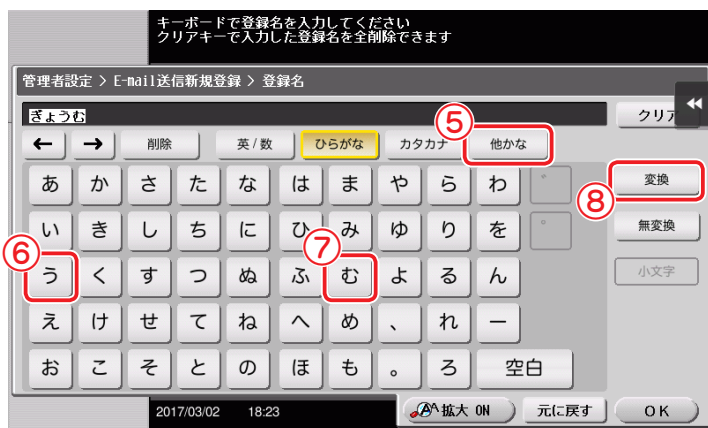 キーボードで登録名を入力してください
クリアキーで入力した登録名を全削除できます
管理者設定 > E-mail送信新規登録 > 登録名
ぎょうむ クリア
← → 削除 英/数 ひらがな カタカナ ⑤ 他かな
あ か さ た な は ま や ら わ ゛ ⑧ 変換
い き し ち に ひ み ゆ り を ゜ 無変換
⑥ う く す つ ぬ ふ ⑦ む よ る ん 小文字
え け せ て ね へ め 、 れ ー
お こ そ と の ほ も 。 ろ 空白
2017/03/02 18:23 拡大 ON 元に戻す OK